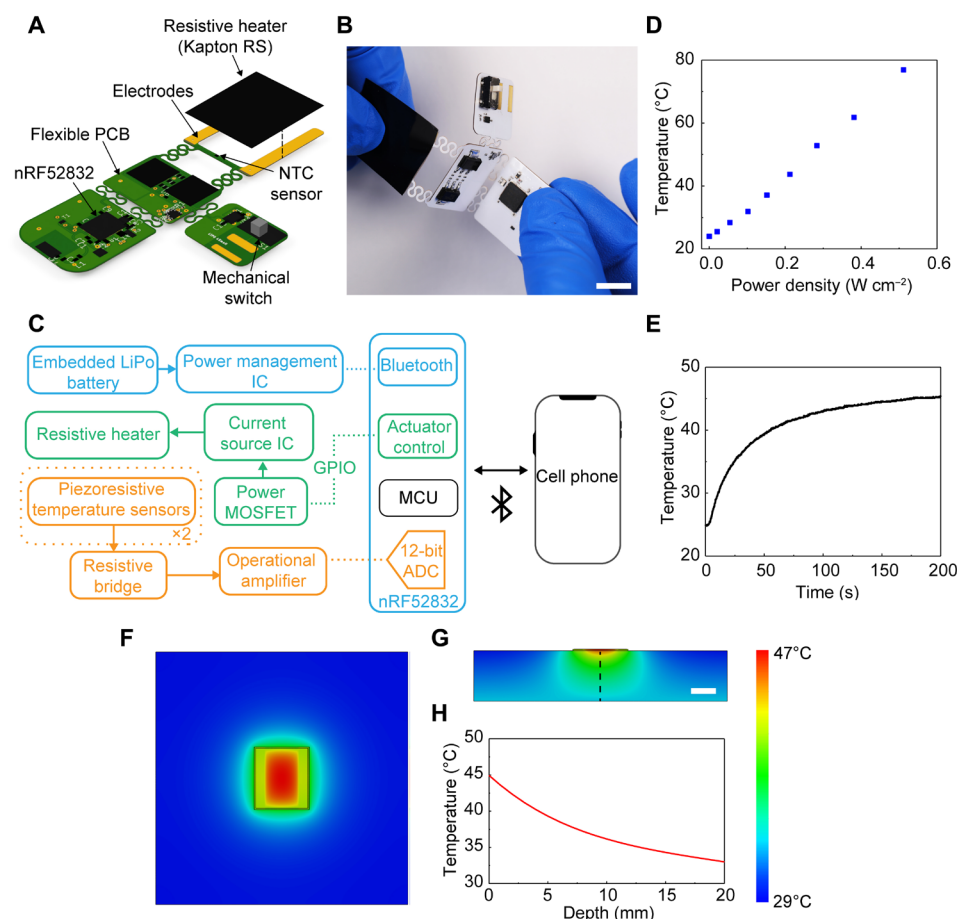 A
Resistive heater
(Kapton RS)
Electrodes
Flexible PCB
nRF52832
NTC
sensor
Mechanical
switch
B
D
Temperature (°C)
80
60
40
20
0.0
0.2
0.4
0.6
Power density (W cm⁻²)
C
Embedded LiPo
battery
Power management
IC
Bluetooth
Resistive heater
Current
source IC
Actuator
control
GPIO
Power
MOSFET
MCU
Piezoresistive
temperature sensors
×2
Resistive
bridge
Operational
amplifier
12-bit
ADC
nRF52832
Cell phone
E
Temperature (°C)
50
40
30
20
0
50
100
150
200
Time (s)
F
G
47°C
29°C
H
Temperature (°C)
50
45
40
35
30
0
5
10
15
20
Depth (mm)